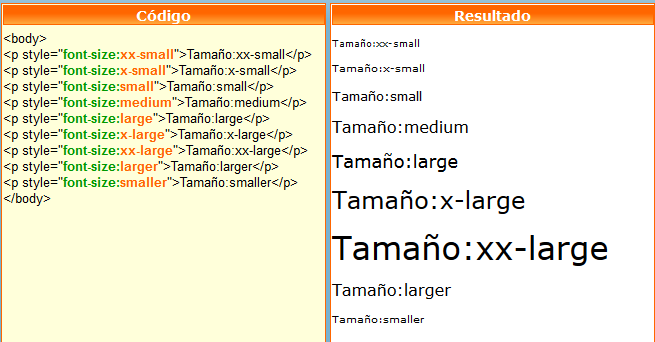 Código
<body>
<p style="font-size:xx-small">Tamaño:xx-small</p>
<p style="font-size:x-small">Tamaño:x-small</p>
<p style="font-size:small">Tamaño:small</p>
<p style="font-size:medium">Tamaño:medium</p>
<p style="font-size:large">Tamaño:large</p>
<p style="font-size:x-large">Tamaño:x-large</p>
<p style="font-size:xx-large">Tamaño:xx-large</p>
<p style="font-size:larger">Tamaño:larger</p>
<p style="font-size:smaller">Tamaño:smaller</p>
</body>
Resultado
Tamaño:xx-small
Tamaño:x-small
Tamaño:small
Tamaño:medium
Tamaño:large
Tamaño:x-large
Tamaño:xx-large
Tamaño:larger
Tamaño:smaller